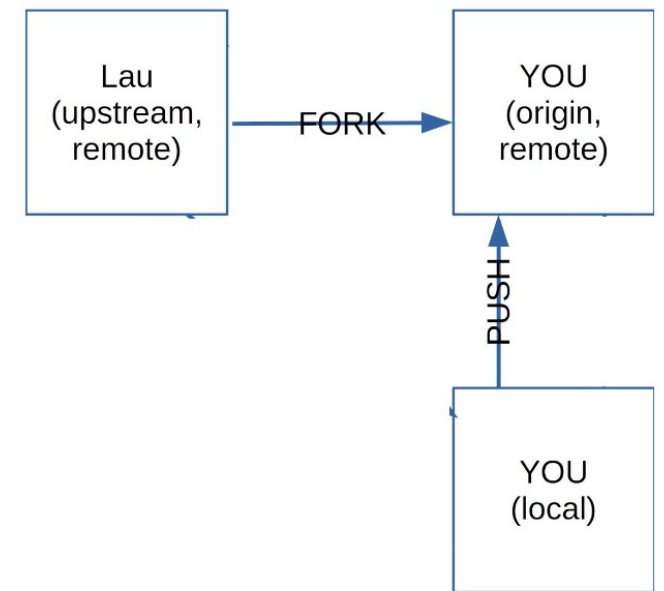 Lau
(upstream,
remote)
FORK
YOU
(origin,
remote)
PUSH
YOU
(local)